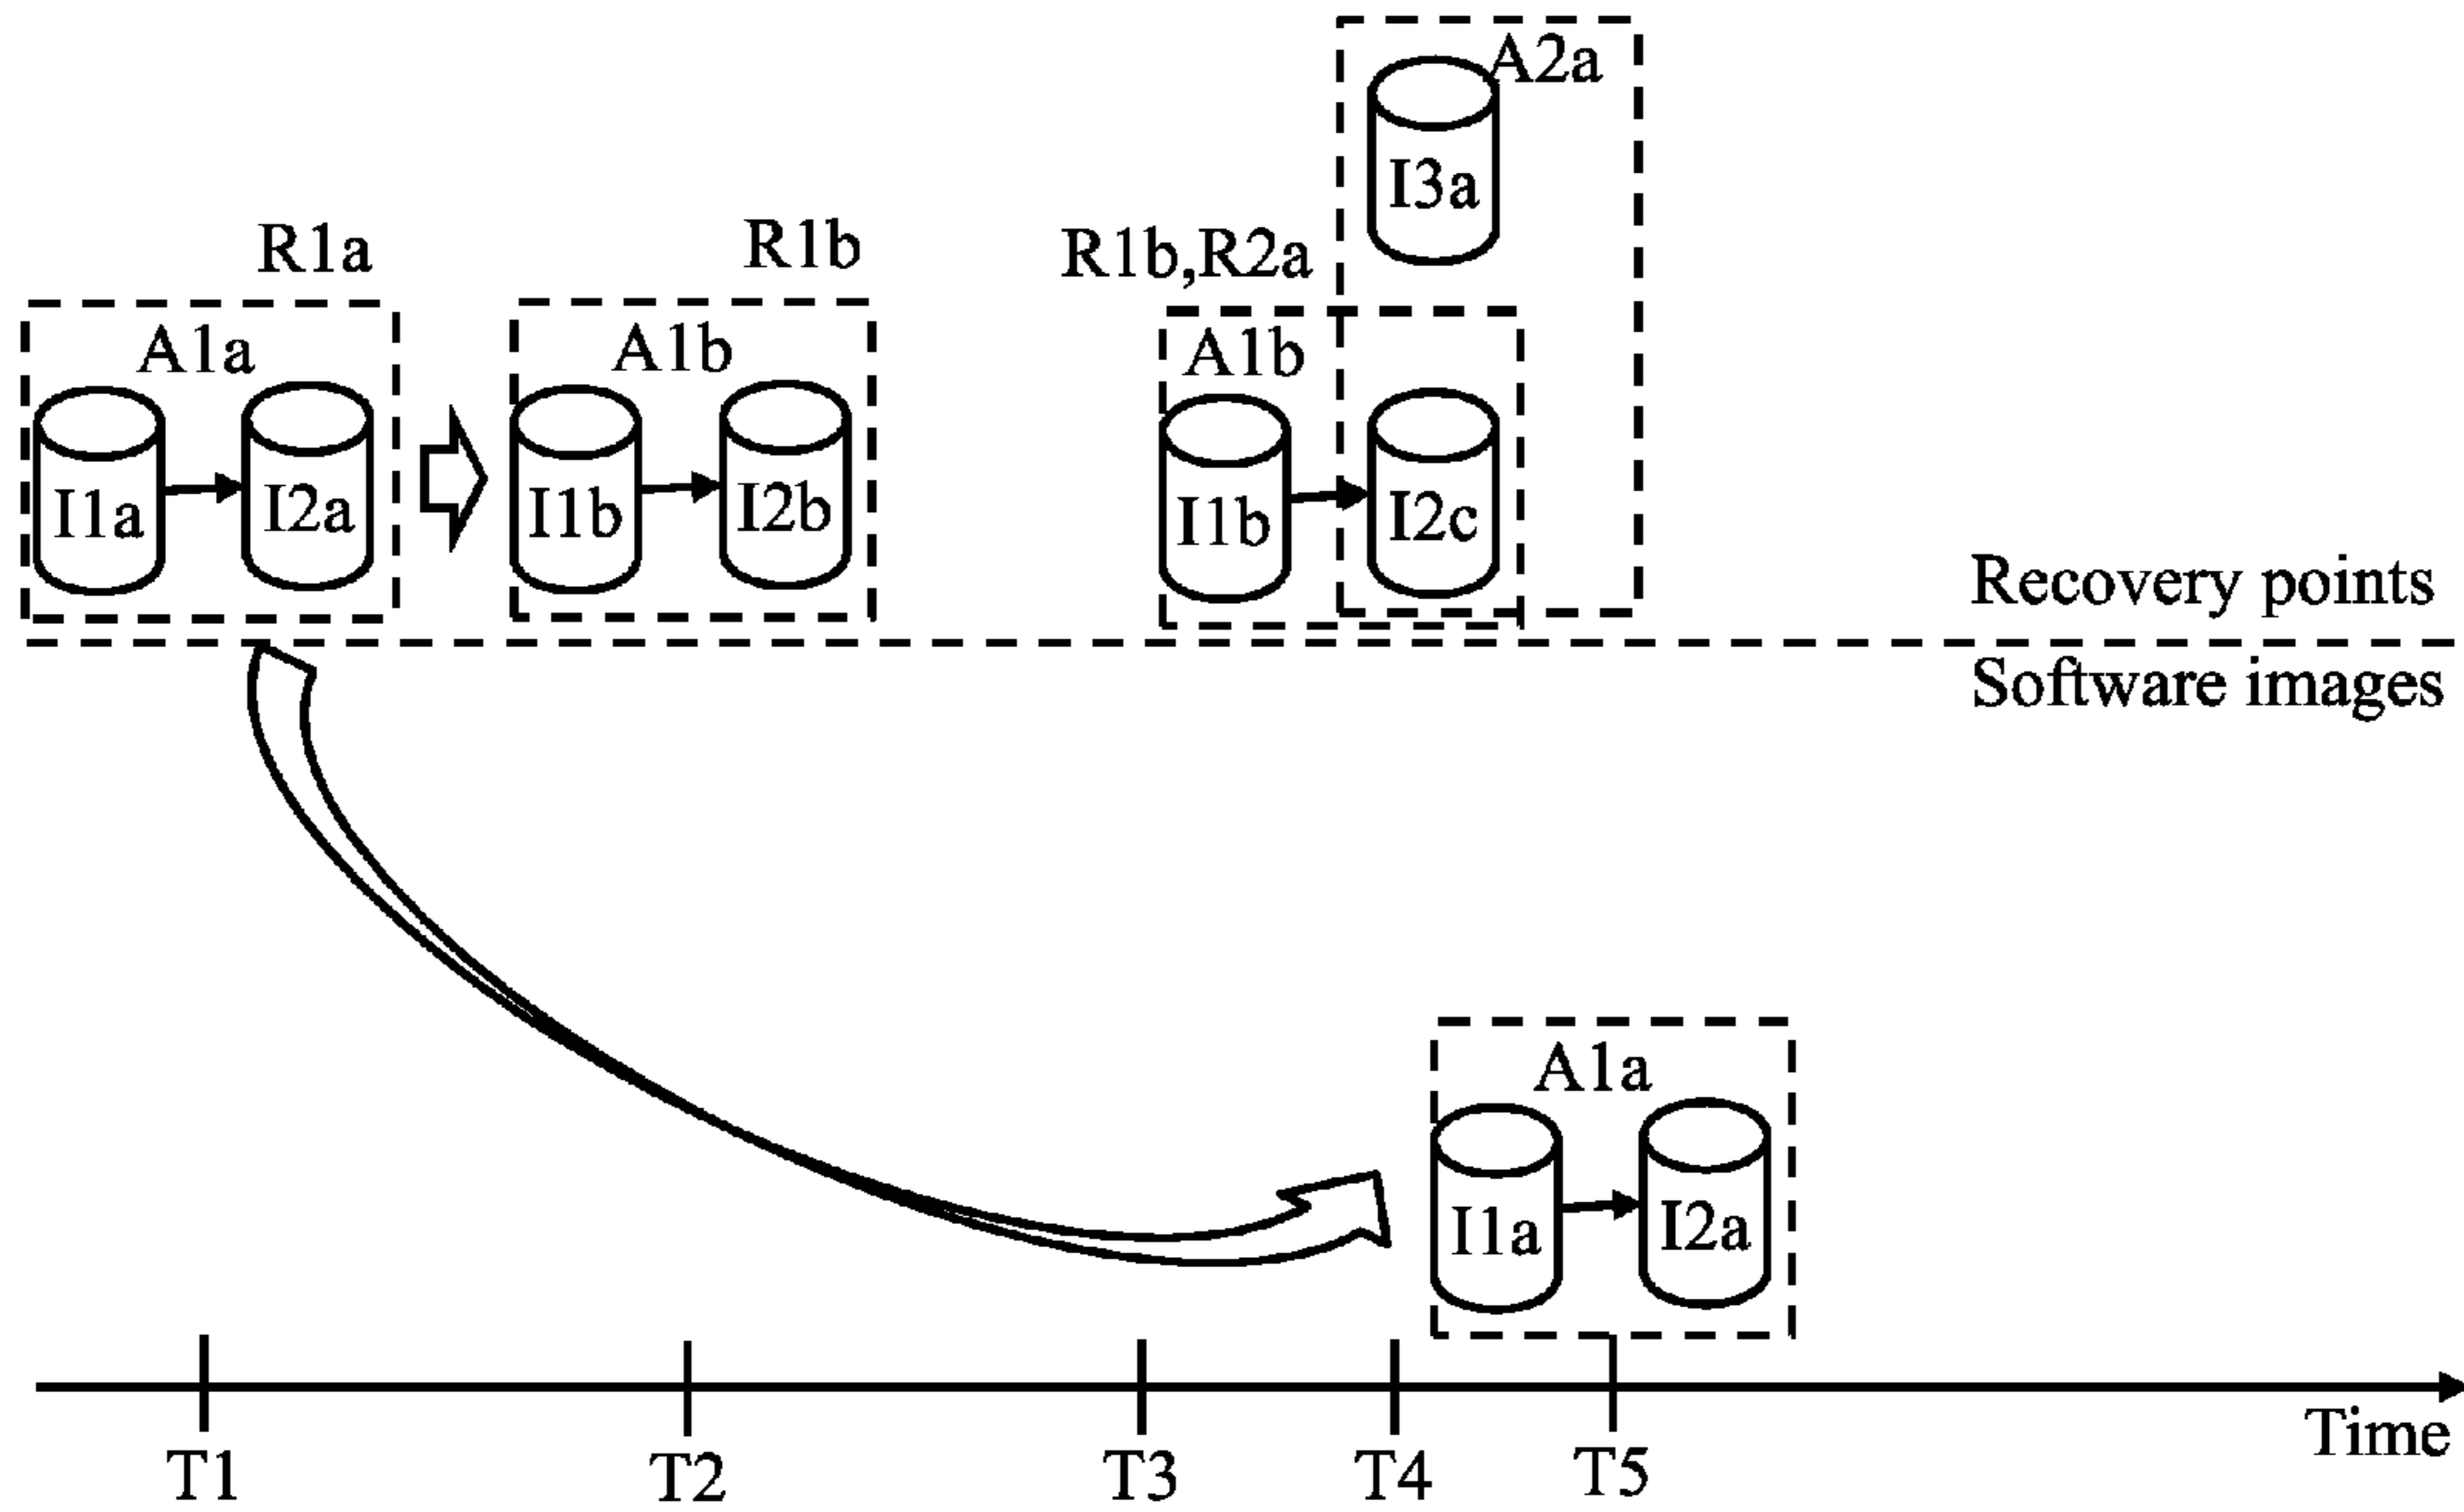 A2a
I3a
R1a
R1b
R1b,R2a
A1a
A1b
A1b
I1a
I2a
I1b
I2b
I1b
I2c
Recovery points
Software images
A1a
I1a
I2a
Time
T1
T2
T3
T4
T5